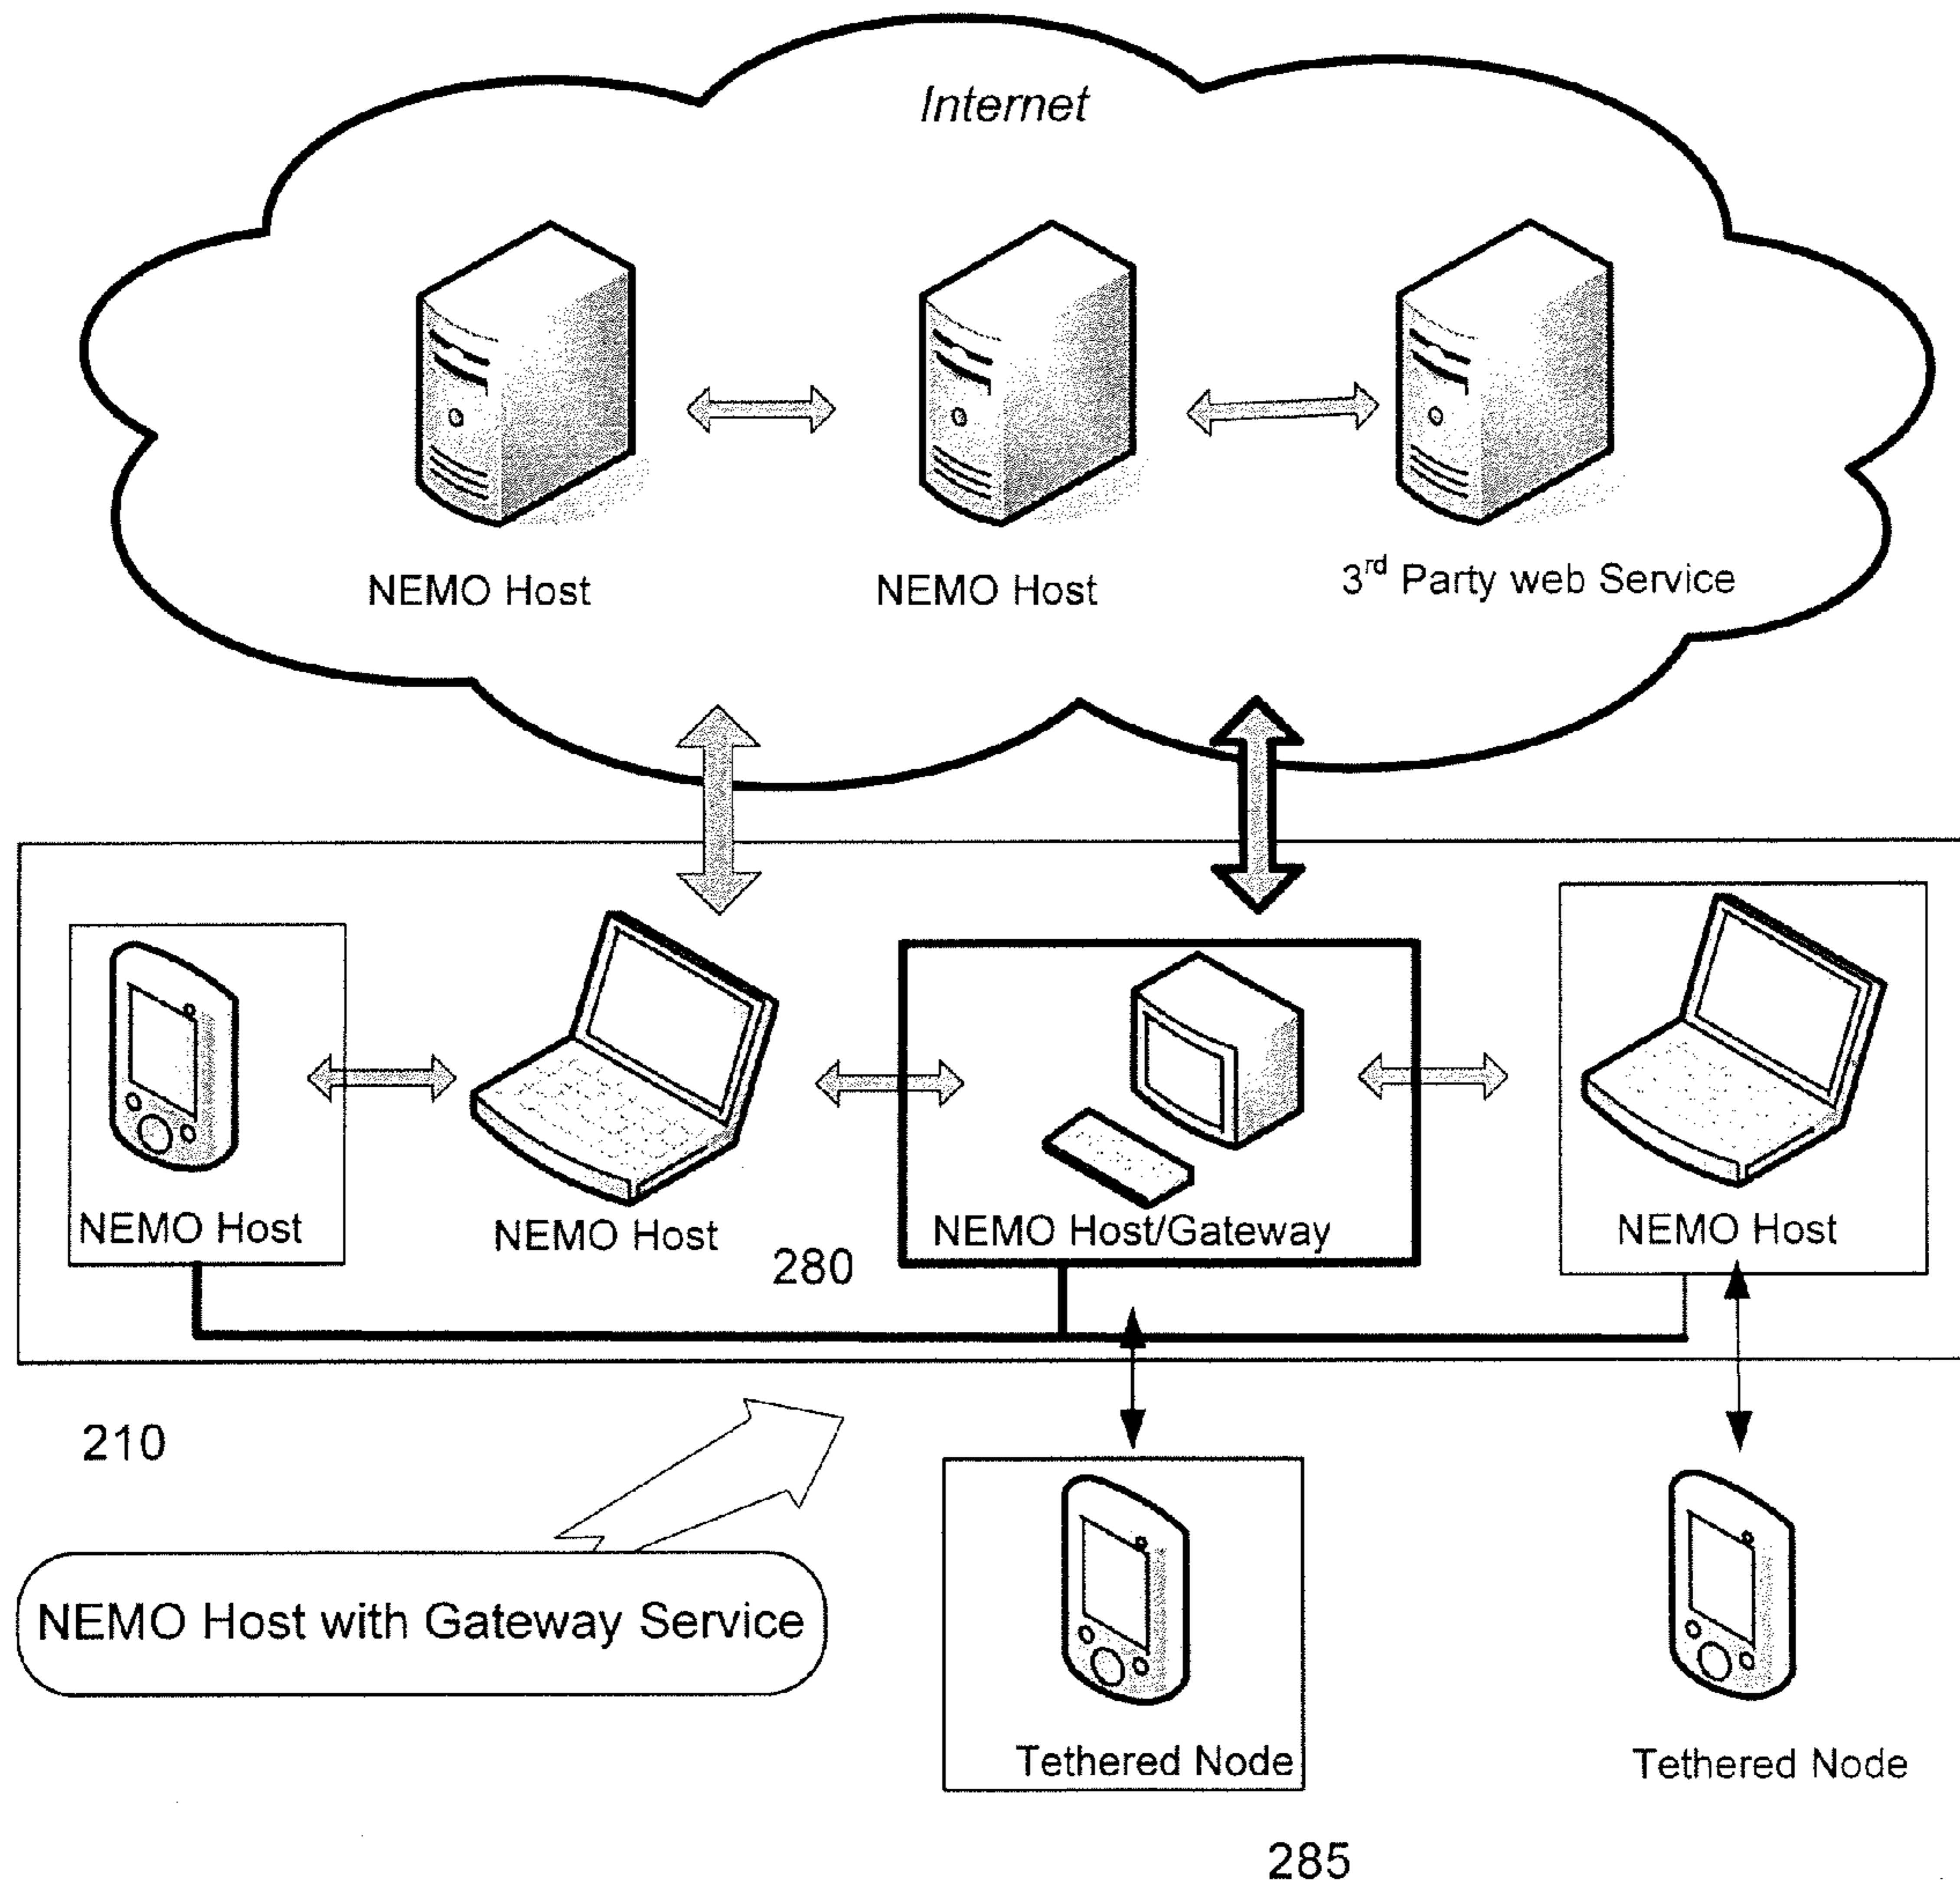 Internet
NEMO Host
NEMO Host
3rd Party web Service
NEMO Host
NEMO Host
280
NEMO Host/Gateway
NEMO Host
210
NEMO Host with Gateway Service
Tethered Node
Tethered Node
285